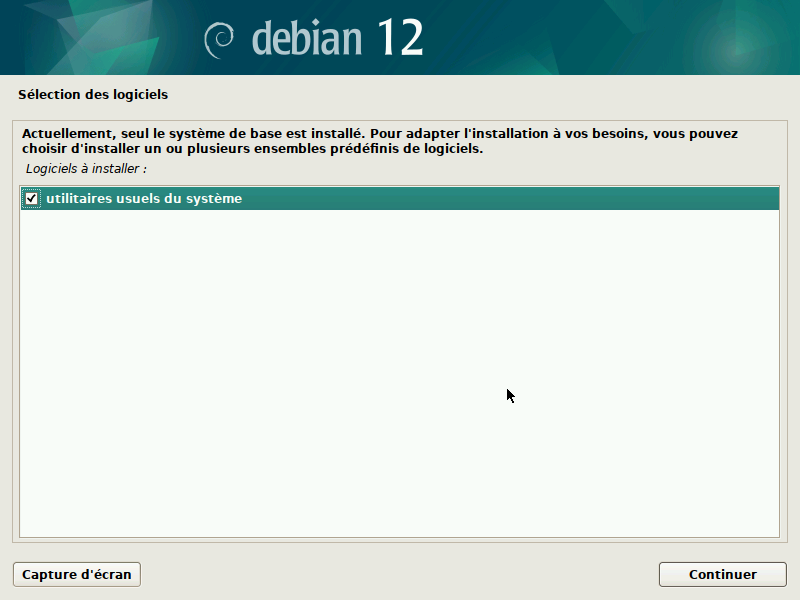 debian 12
Sélection des logiciels
Actuellement, seul le système de base est installé. Pour adapter l'installation à vos besoins, vous pouvez
choisir d'installer un ou plusieurs ensembles prédéfinis de logiciels.
Logiciels à installer :
utilitaires usuels du système
Capture d'écran
Continuer